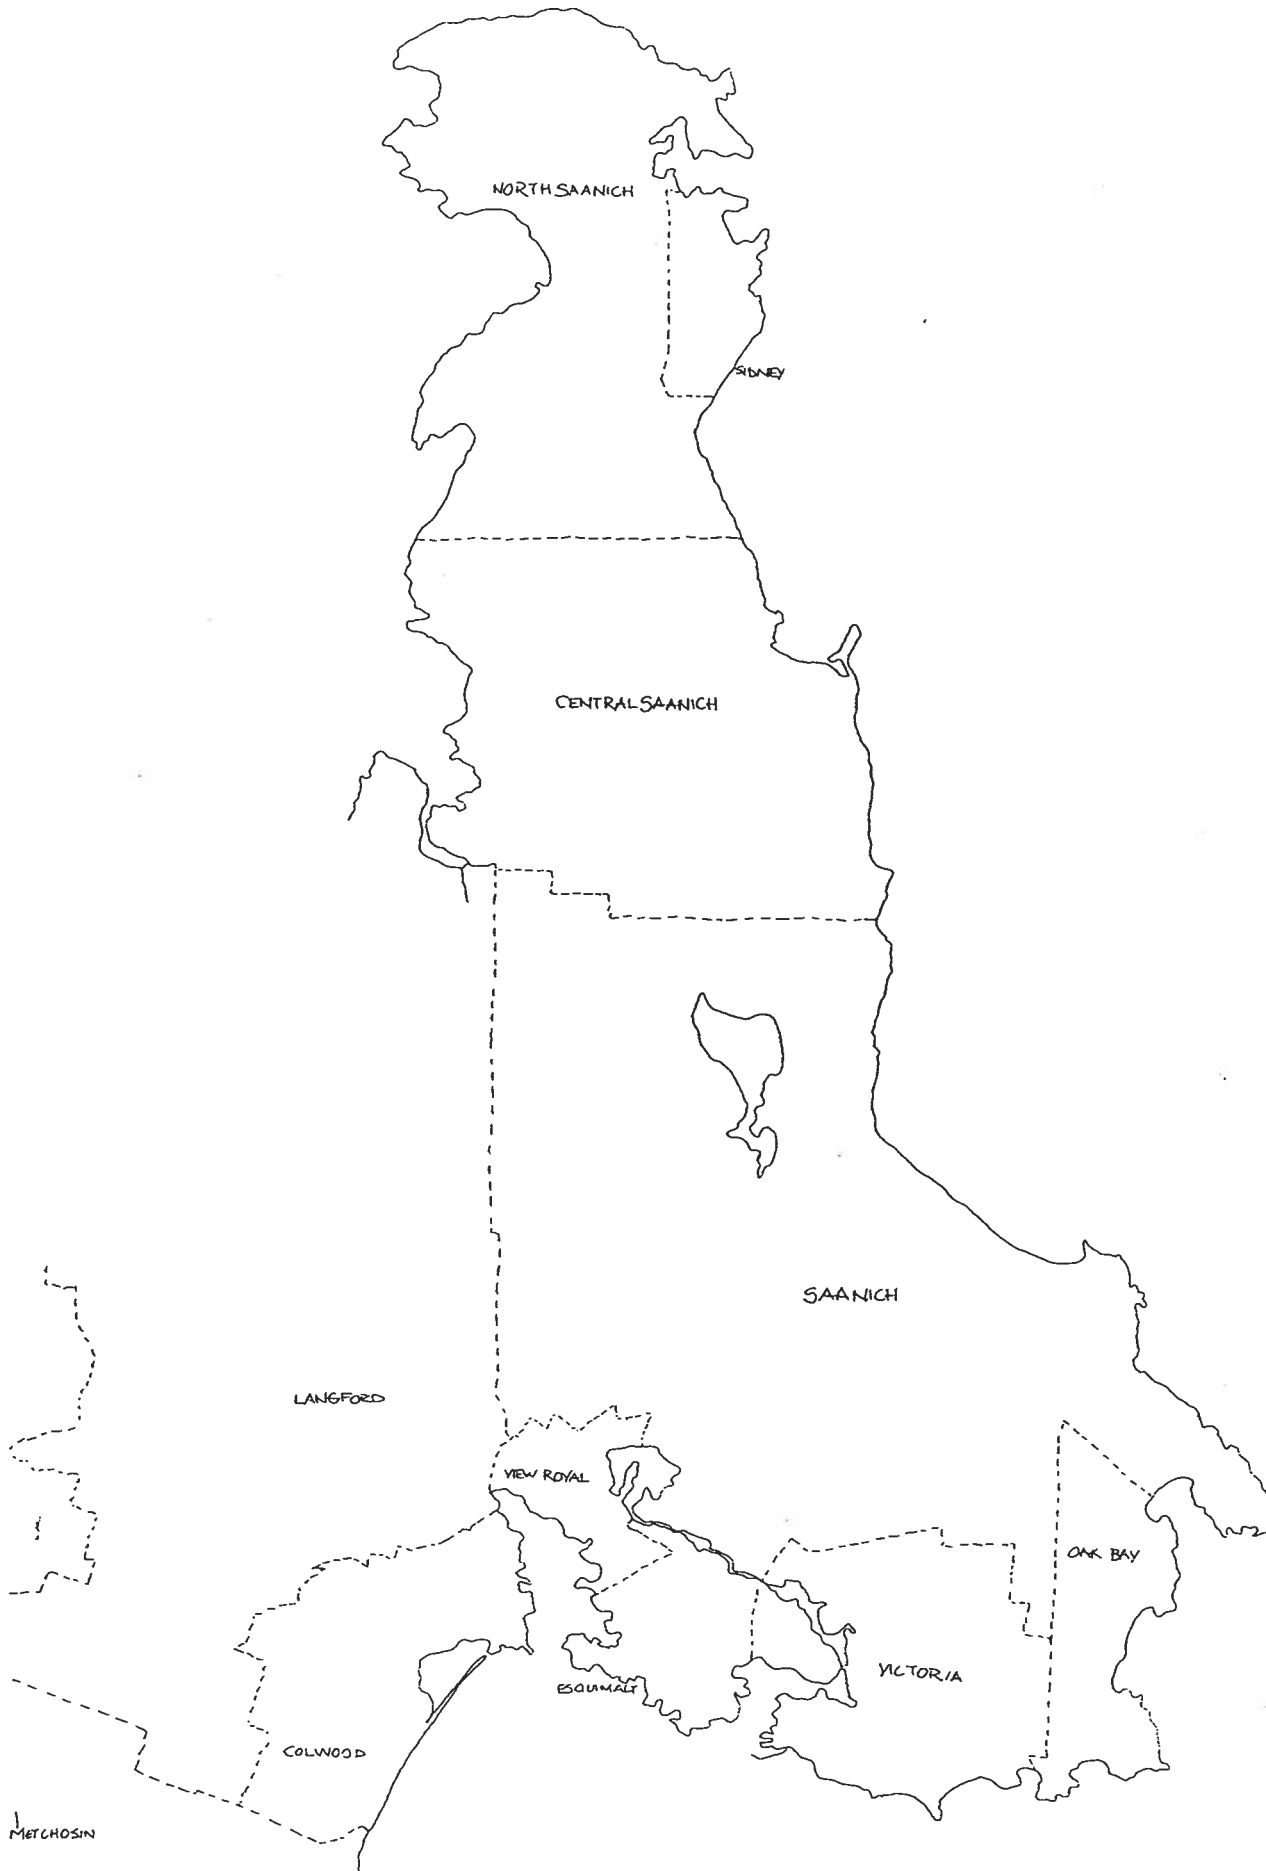 NORTH SAANICH
SIDNEY
CENTRAL SAANICH
SAANICH
LANGFORD
VIEW ROYAL
OAK BAY
ESQUIMALT
VICTORIA
COLWOOD
METCHOSIN